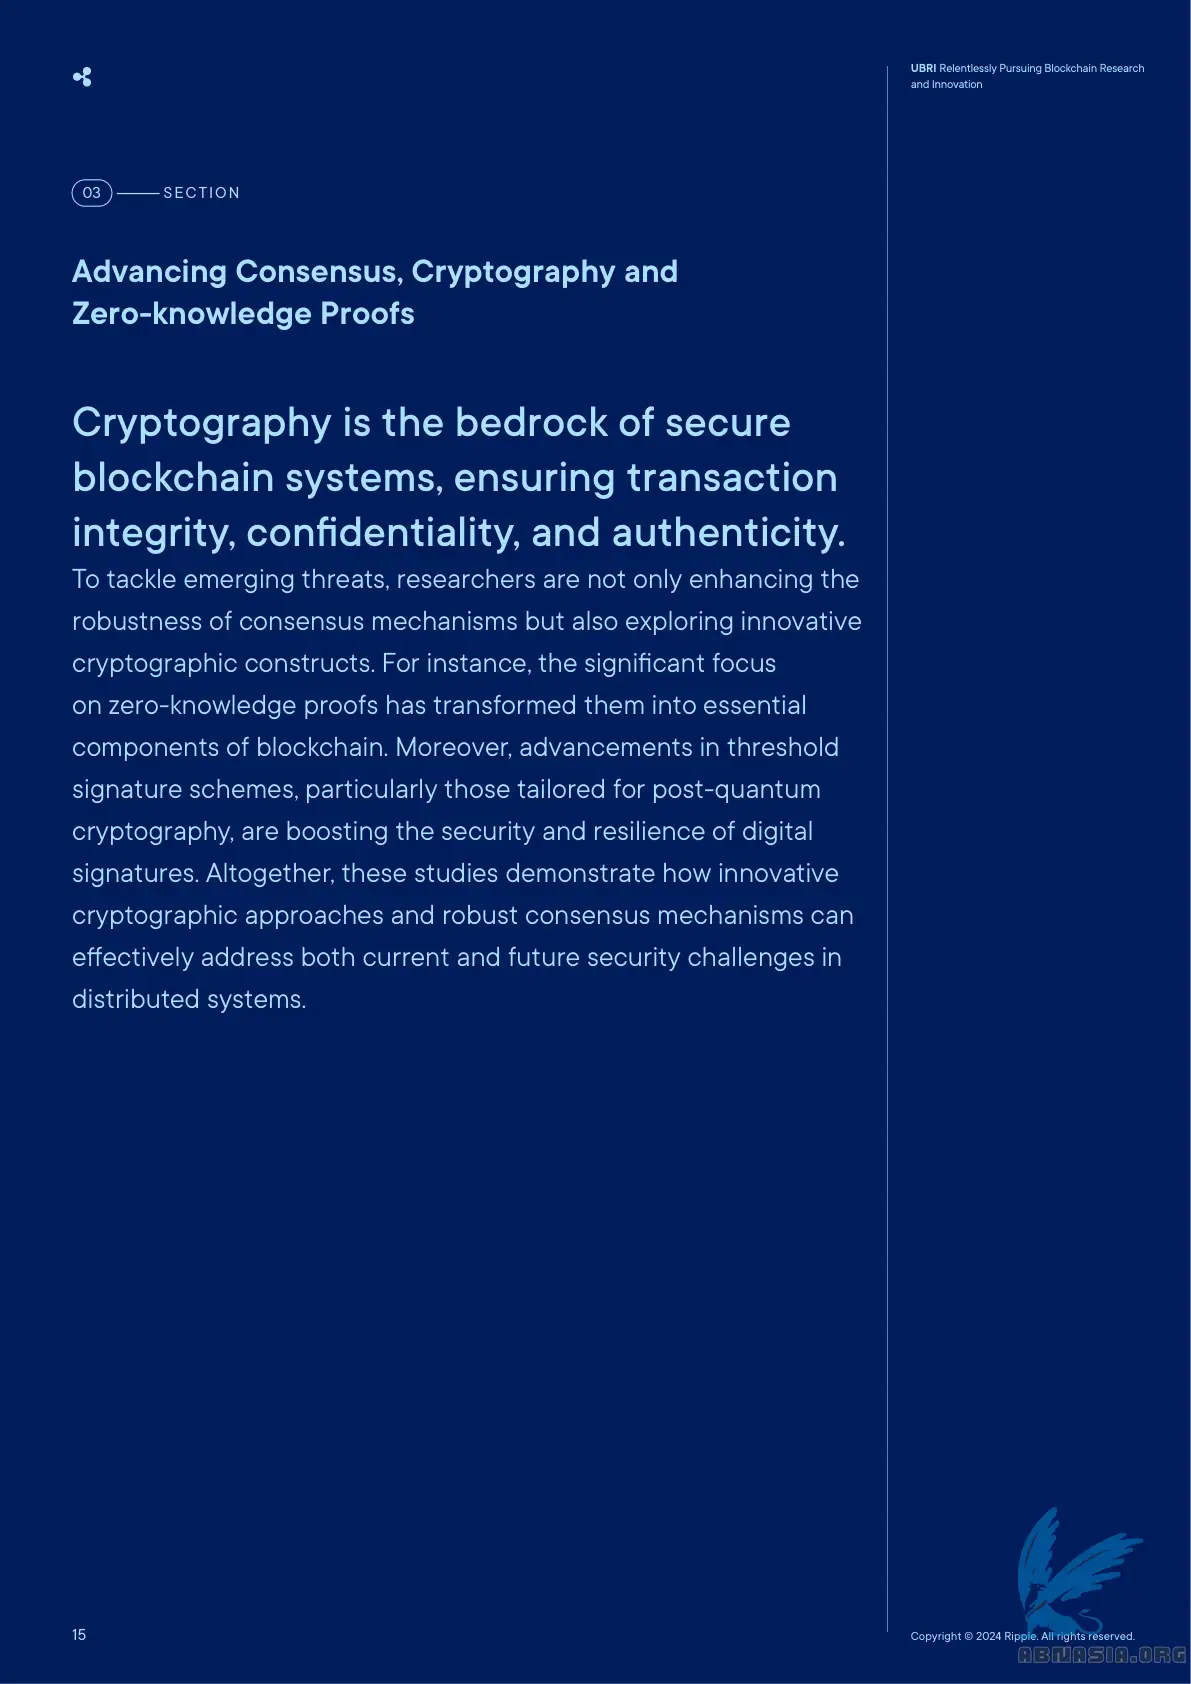 UBRI Relentlessly Pursuing Blockchain Research
and Innovation
03 SECTION
Advancing Consensus, Cryptography and
Zero-knowledge Proofs
Cryptography is the bedrock of secure
blockchain systems, ensuring transaction
integrity, confidentiality, and authenticity.
To tackle emerging threats, researchers are not only enhancing the
robustness of consensus mechanisms but also exploring innovative
cryptographic constructs. For instance, the significant focus
on zero-knowledge proofs has transformed them into essential
components of blockchain. Moreover, advancements in threshold
signature schemes, particularly those tailored for post-quantum
cryptography, are boosting the security and resilience of digital
signatures. Altogether, these studies demonstrate how innovative
cryptographic approaches and robust consensus mechanisms can
effectively address both current and future security challenges in
distributed systems.
15
Copyright © 2024 Ripple. All rights reserved.
ABNASIA.ORG